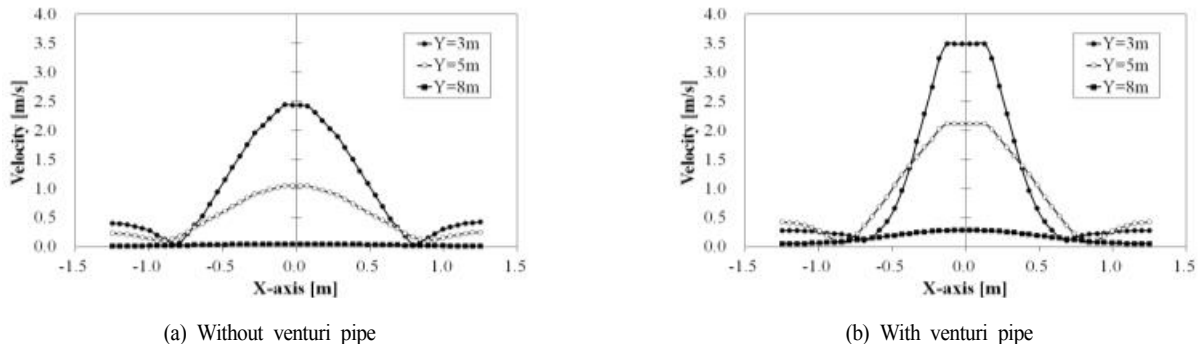 4.0
3.5
3.0
2.5
2.0
1.5
1.0
0.5
0.0
Velocity [m/s]
Y=3m
Y=5m
Y=8m
-1.5 -1.0 -0.5 0.0 0.5 1.0 1.5
X-axis [m]
(a) Without venturi pipe
4.0
3.5
3.0
2.5
2.0
1.5
1.0
0.5
0.0
Velocity [m/s]
Y=3m
Y=5m
Y=8m
-1.5 -1.0 -0.5 0.0 0.5 1.0 1.5
X-axis [m]
(b) With venturi pipe